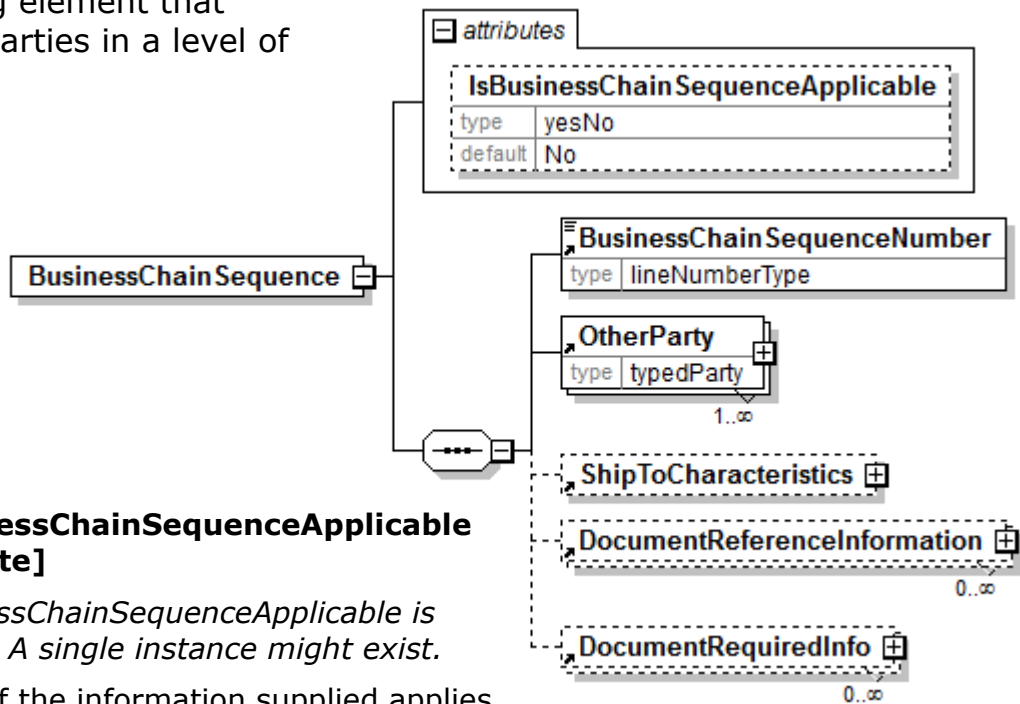 element that
arties in a level of
attributes
IsBusinessChainSequenceApplicable
type yesNo
default No
BusinessChainSequence
BusinessChainSequenceNumber
type lineNumberType
OtherParty
type typedParty
1..∞
ShipToCharacteristics
DocumentReferenceInformation
0..∞
DocumentRequiredInfo
0..∞
essChainSequenceApplicable
te]
ssChainSequenceApplicable is
A single instance might exist.
f the information supplied applies